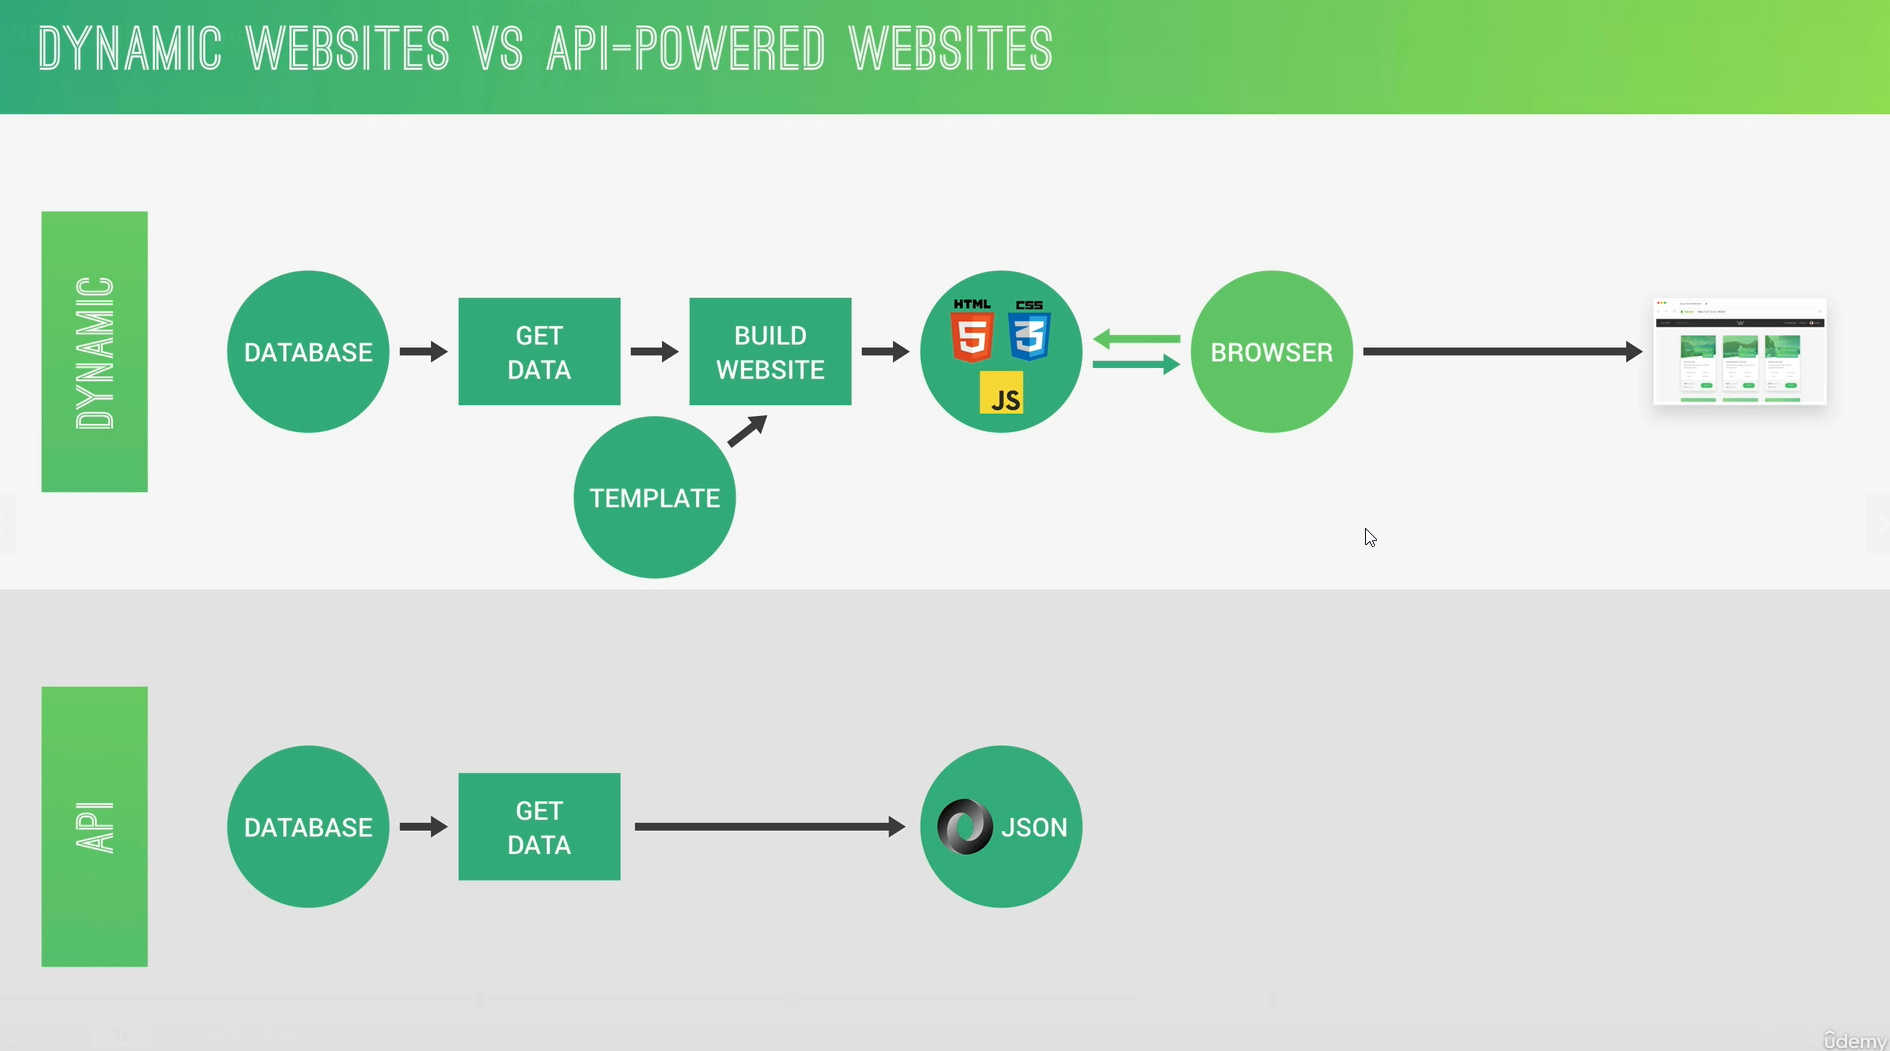 DYNAMIC WEBSITES VS API-POWERED WEBSITES
DYNAMIC
DATABASE
GET
DATA
BUILD
WEBSITE
TEMPLATE
HTML
5
CSS
3
JS
BROWSER
API
DATABASE
GET
DATA
JSON
ûdemy